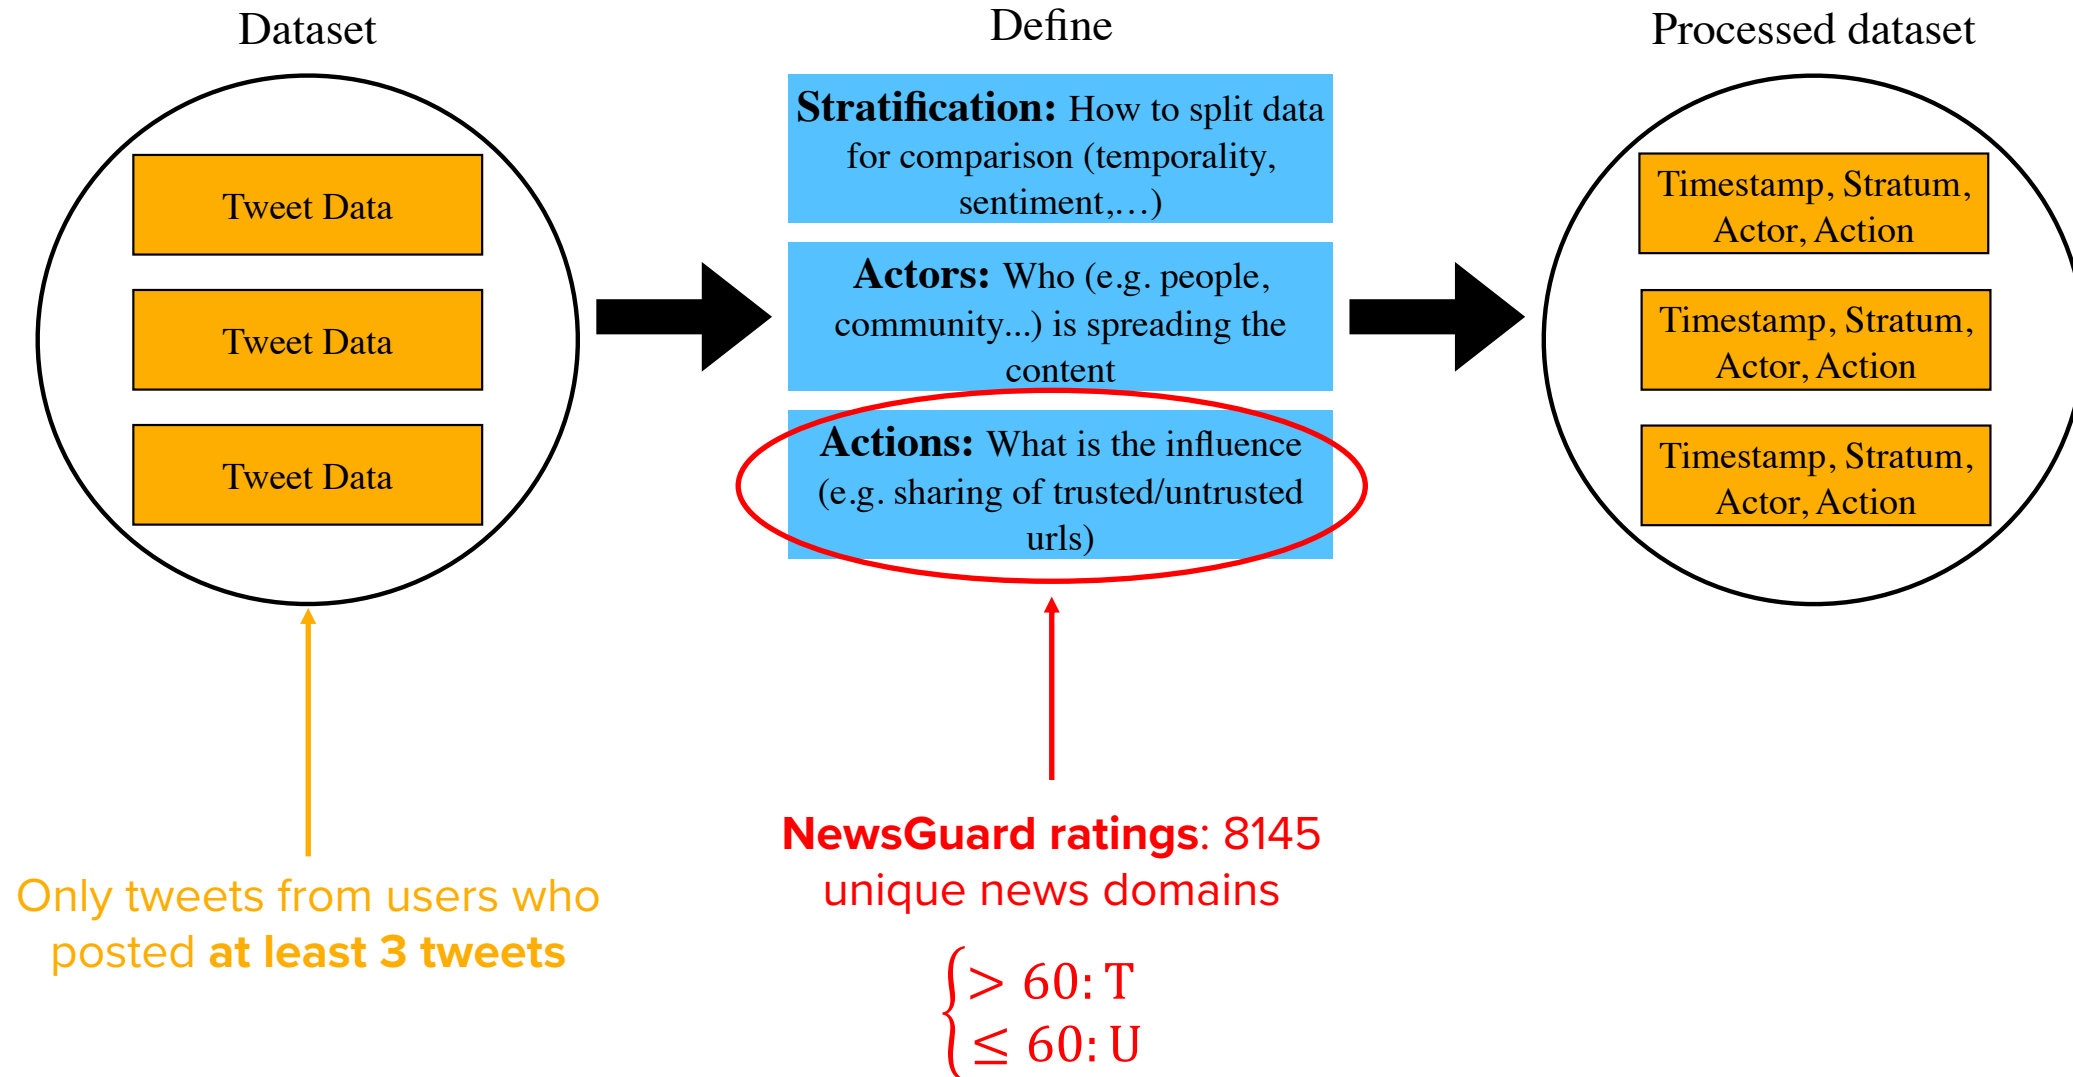 Dataset
Tweet Data
Tweet Data
Tweet Data
Only tweets from users who
posted at least 3 tweets
Define
Stratification: How to split data
for comparison (temporality,
sentiment,…)
Actors: Who (e.g. people,
community...) is spreading the
content
Actions: What is the influence
(e.g. sharing of trusted/untrusted
urls)
NewsGuard ratings: 8145
unique news domains
> 60: T
≤ 60: U
Processed dataset
Timestamp, Stratum,
Actor, Action
Timestamp, Stratum,
Actor, Action
Timestamp, Stratum,
Actor, Action